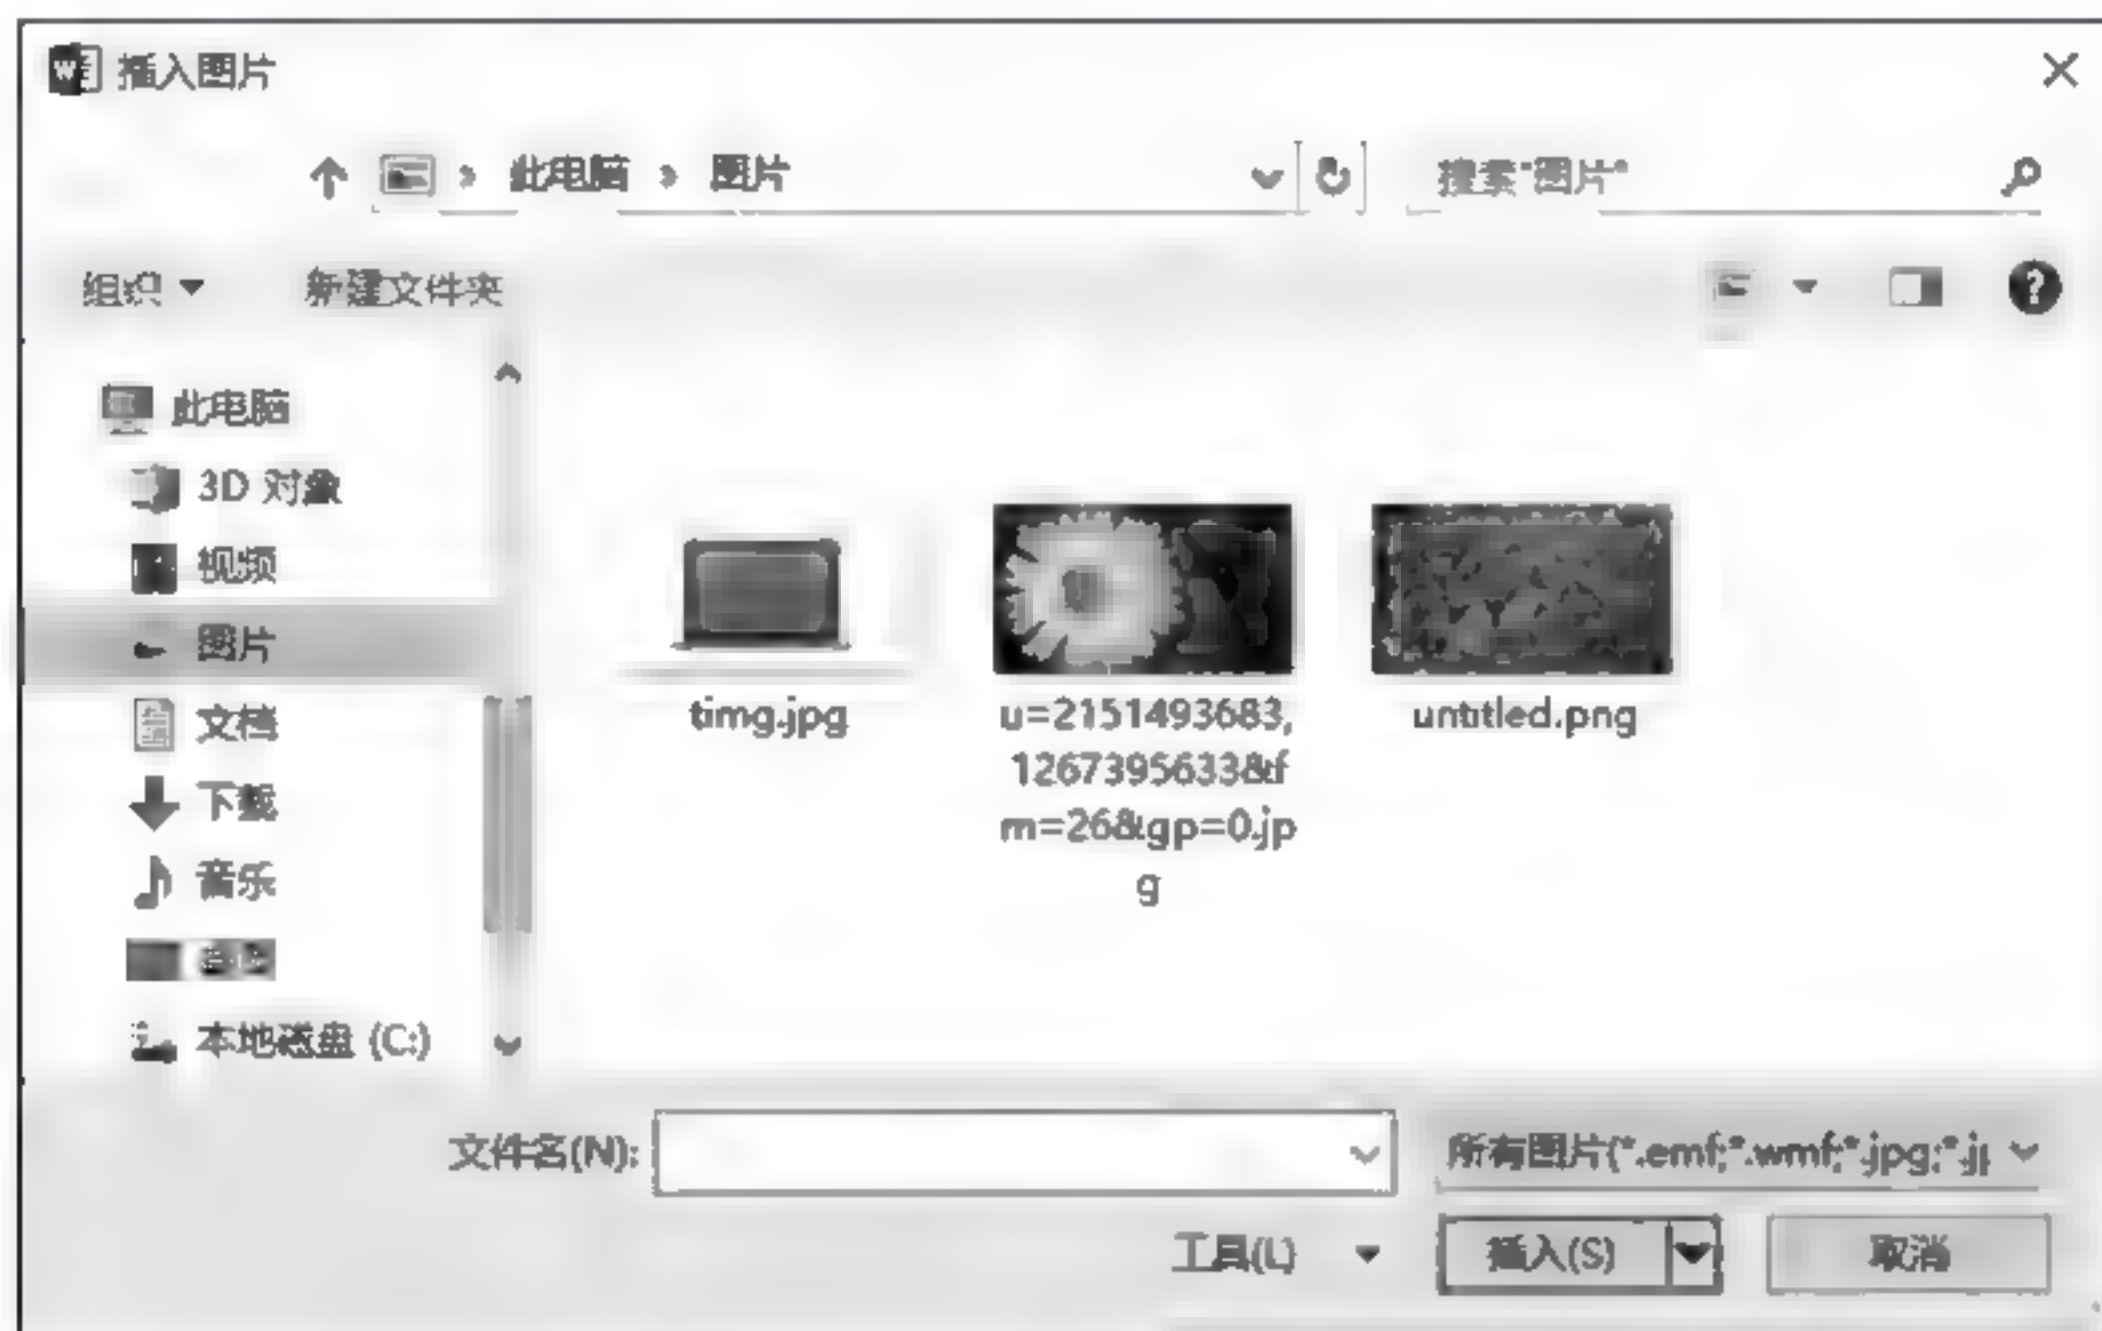 插入图片
此电脑 图片
搜索"图片"
组织 新建文件夹
此电脑
3D 对象
视频
图片
文档
下载
音乐
本地磁盘 (C:)
timg.jpg
u=2151493683,
1267395633&f
m=26&gp=0.jp
g
untitled.png
文件名(N):
所有图片(*.emf;*.wmf;*.jpg;*.j
工具(L)
插入(S)
取消